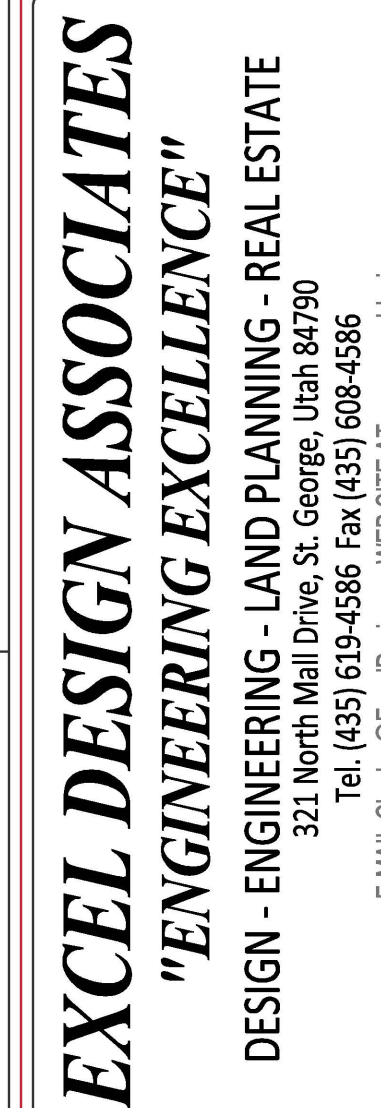 EXCEL DESIGN ASSOCIATES
"ENGINEERING EXCELLENCE"
DESIGN - ENGINEERING - LAND PLANNING - REAL ESTATE
321 North Mall Drive, St. George, Utah 84790
Tel. (435) 619-4586 Fax (435) 608-4586